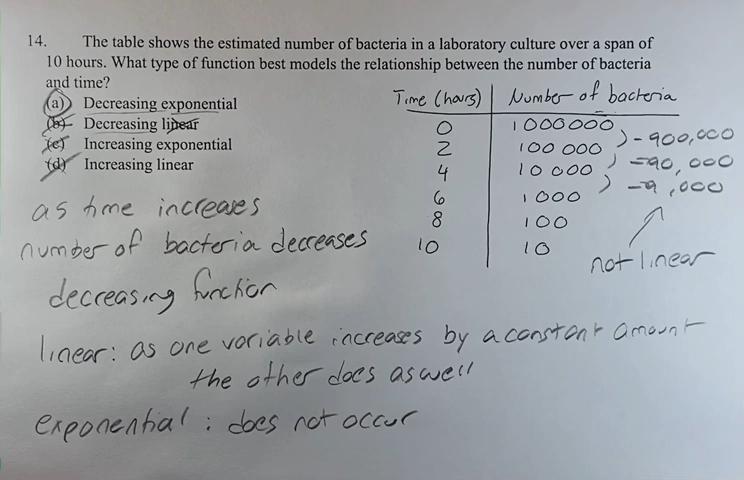 14. The table shows the estimated number of bacteria in a laboratory culture over a span of
10 hours. What type of function best models the relationship between the number of bacteria
and time?
(a) Decreasing exponential
(b) Decreasing linear
(c) Increasing exponential
(d) Increasing linear
Time (hours) Number of bacteria
0 1000000
2 100 000
4 10 000
6 1000
8 100
10 10
-900,000
-90,000
-9,000
not linear
as time increases
number of bacteria decreases
decreasing function
linear: as one variable increases by a constant amount
the other does aswell
exponential: does not occur